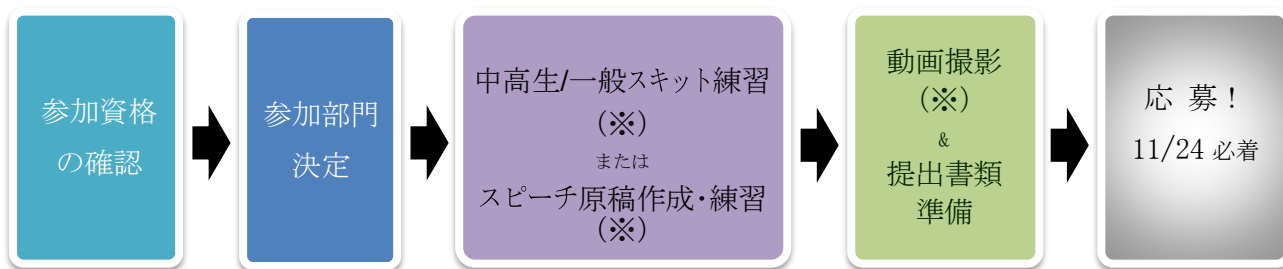 参加資格
の確認
参加部門
決定
中高生/一般スキット練習
(※)
または
スピーチ原稿作成・練習
(※)
動画撮影
(※)
&
提出書類
準備
応 募!
11/24 必着